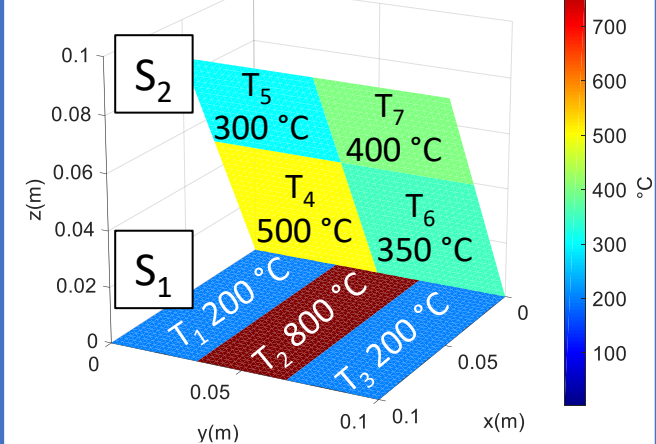 0.1
0.08
0.06
0.04
0.02
0
z(m)
S2
S1
T5
300 °C
T7
400 °C
T4
500 °C
T6
350 °C
T1 200 °C
T2 800 °C
T3 200 °C
0
0.05
0.1
y(m)
0.1
0.05
0
x(m)
700
600
500
400
300
200
100
°C